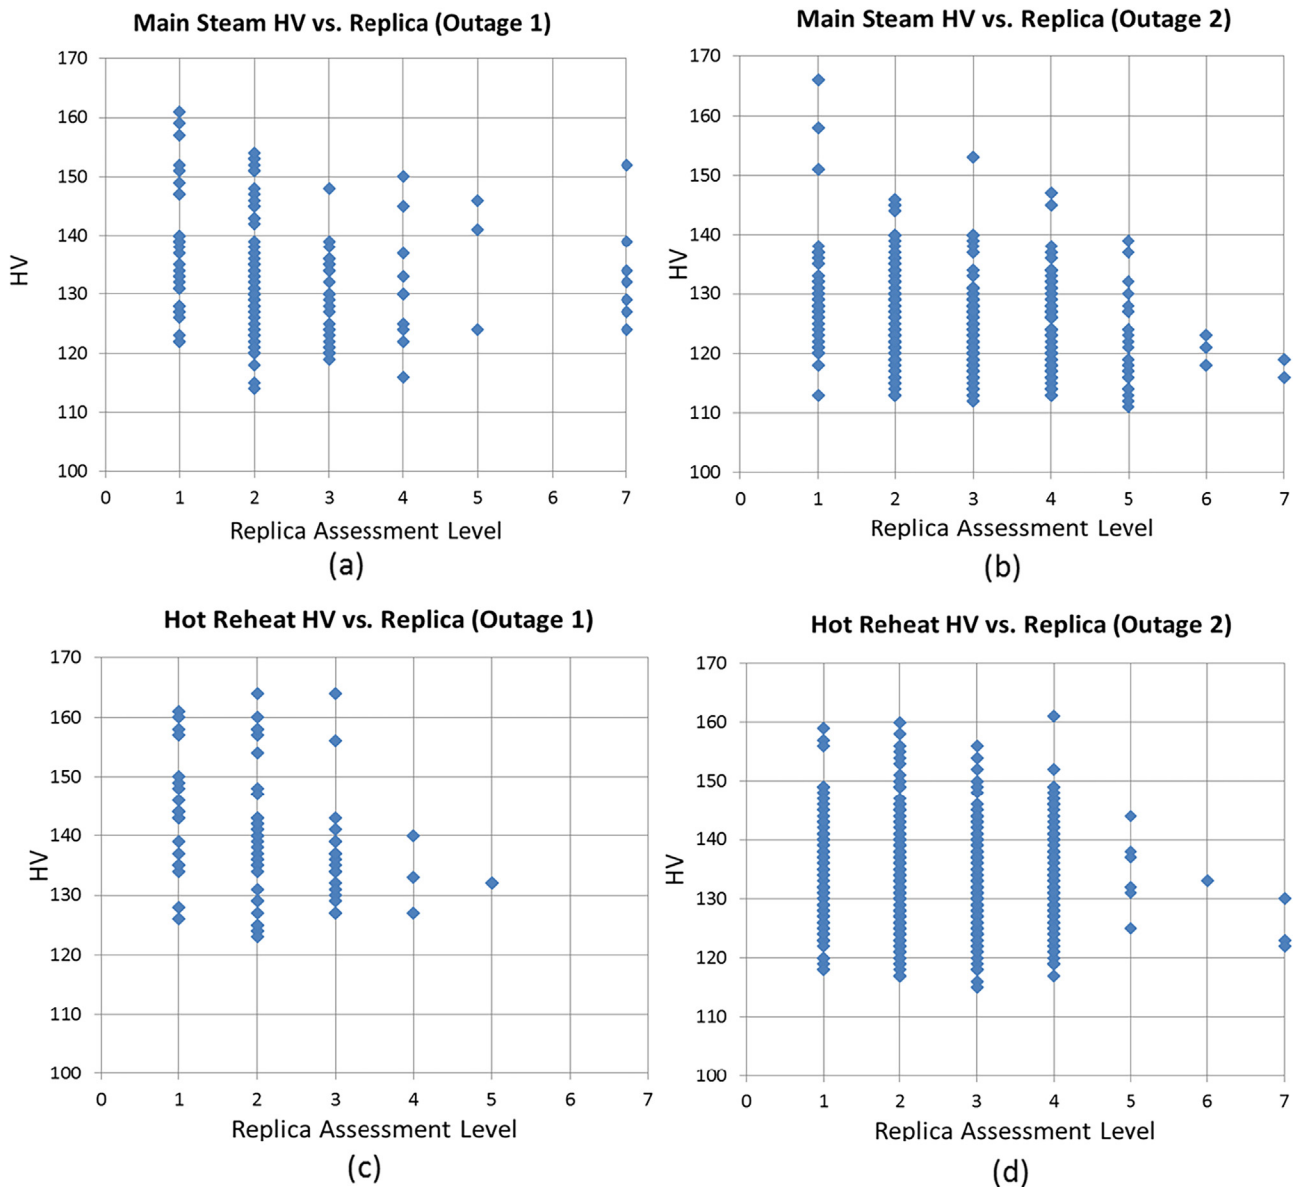 Main Steam HV vs. Replica (Outage 1)
170
160
150
140
130
120
110
100
HV
0 1 2 3 4 5 6 7
Replica Assessment Level
(a)
Main Steam HV vs. Replica (Outage 2)
170
160
150
140
130
120
110
100
HV
0 1 2 3 4 5 6 7
Replica Assessment Level
(b)
Hot Reheat HV vs. Replica (Outage 1)
170
160
150
140
130
120
110
100
HV
0 1 2 3 4 5 6 7
Replica Assessment Level
(c)
Hot Reheat HV vs. Replica (Outage 2)
170
160
150
140
130
120
110
100
HV
0 1 2 3 4 5 6 7
Replica Assessment Level
(d)